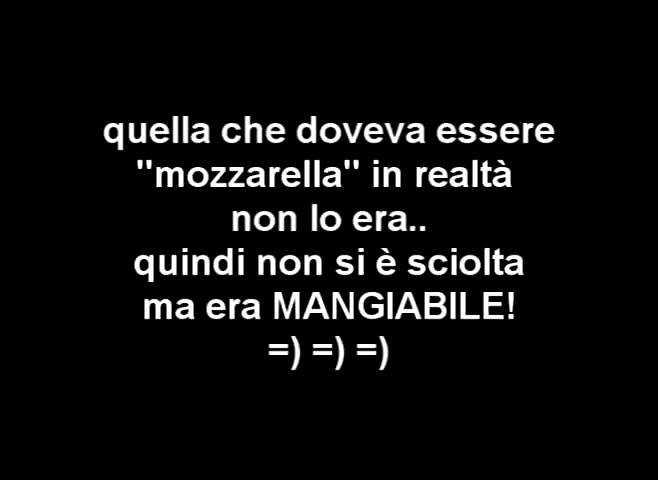 quella che doveva essere
"mozzarella" in realtà
non lo era..
quindi non si è sciolta
ma era MANGIABILE!
=) =) =)